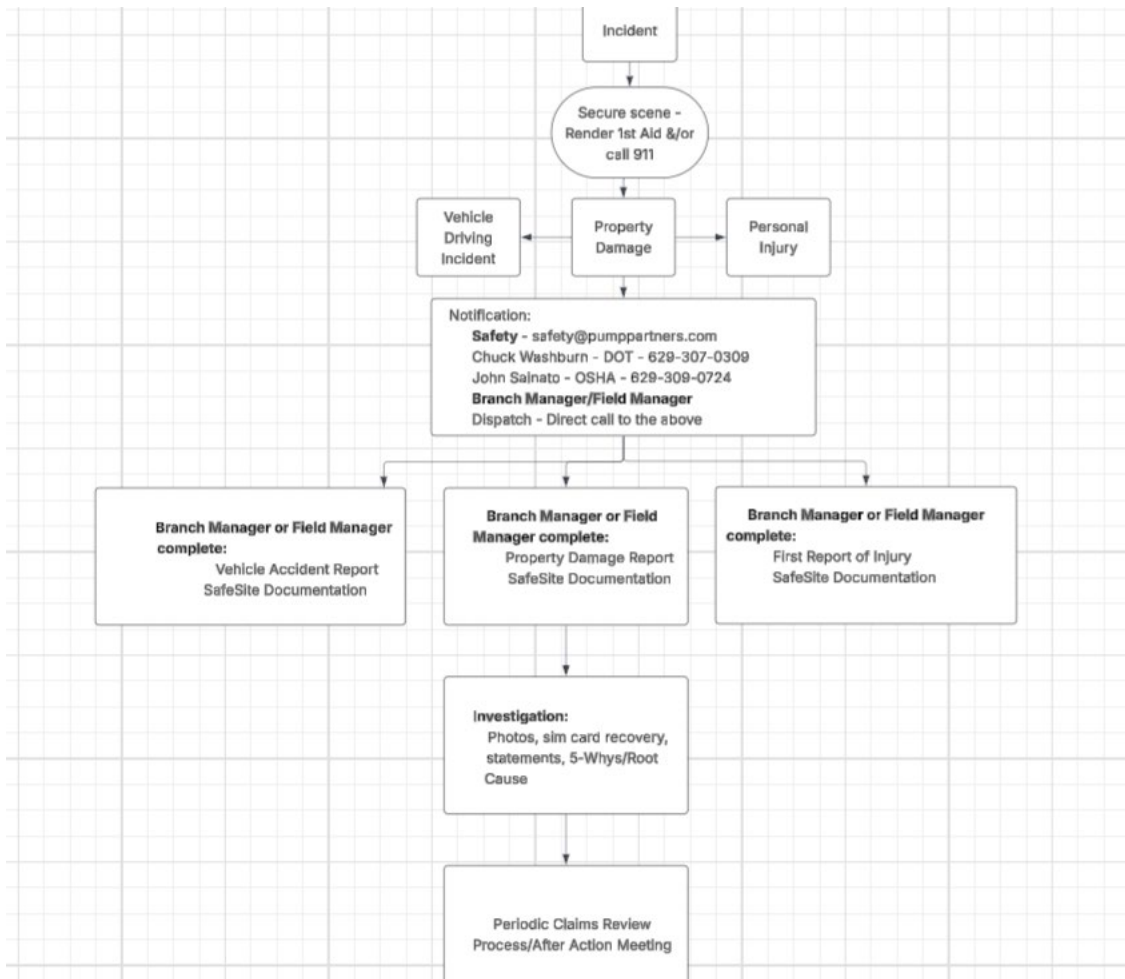 Incident
Secure scene -
Render 1st Aid &/or
call 911
Vehicle
Driving
Incident
Property
Damage
Personal
Injury
Notification:
Safety - safety@pumppartners.com
Chuck Washburn - DOT - 629-307-0309
John Sainato - OSHA - 629-309-0724
Branch Manager/Field Manager
Dispatch - Direct call to the above
Branch Manager or Field Manager
complete:
Vehicle Accident Report
SafeSite Documentation
Branch Manager or Field
Manager complete:
Property Damage Report
SafeSite Documentation
Branch Manager or Field Manager
complete:
First Report of Injury
SafeSite Documentation
Investigation:
Photos, sim card recovery,
statements, 5-Whys/Root
Cause
Periodic Claims Review
Process/After Action Meeting